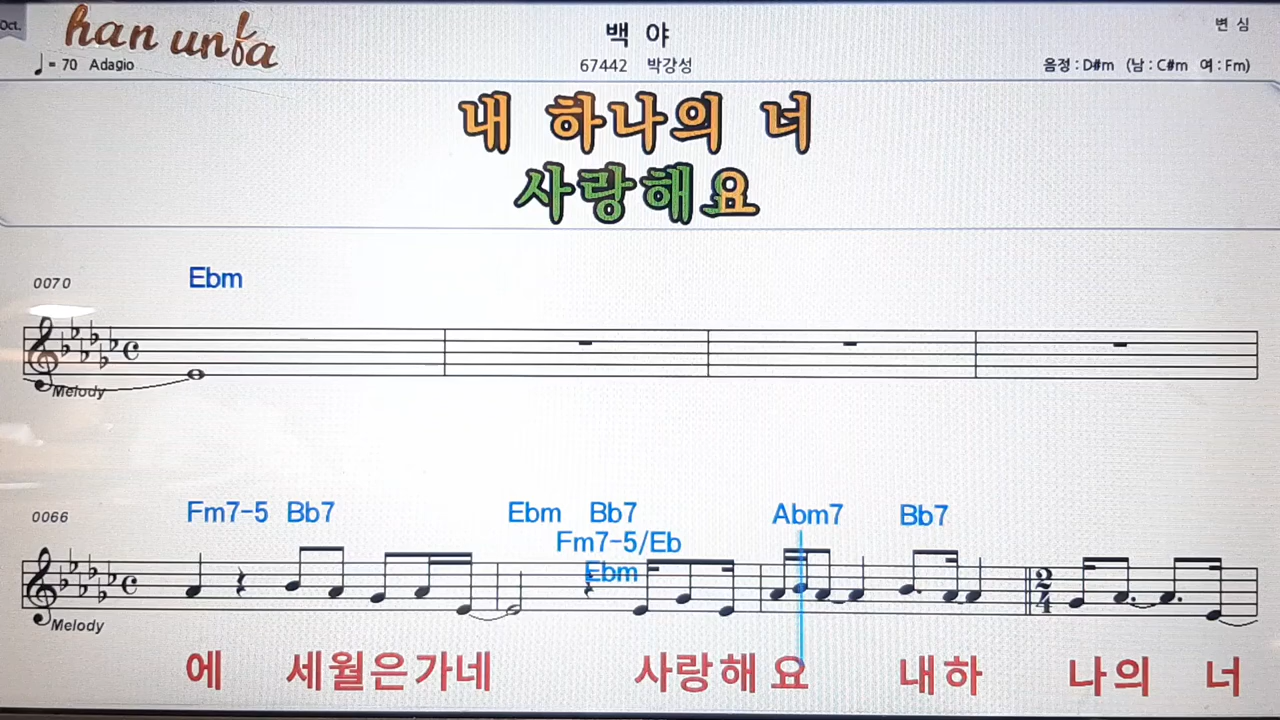 Oct.
han unfa
백 야
변 심
♩= 70 Adagio
67442 박강성
음정 : D#m (남 : C#m 여 : Fm)
내 하나의 너
사랑해요
0070
Ebm
Melody
0066
Fm7-5 Bb7 Ebm Bb7 Abm7 Bb7
Fm7-5/Eb
Ebm
Melody
에 세월은가네 사랑해 요 내하 나의 너